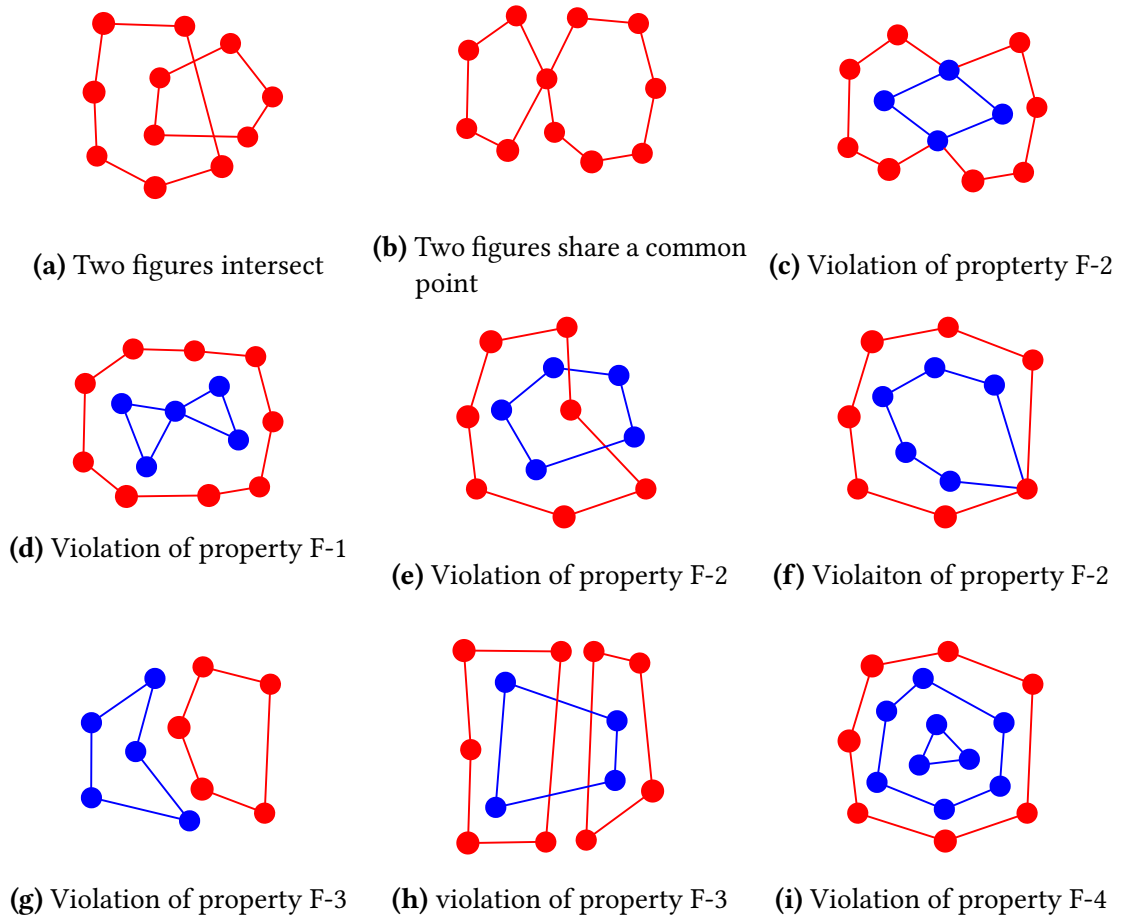 (a) Two figures intersect
(b) Two figures share a common
point
(c) Violation of propterty F-2
(d) Violation of property F-1
(e) Violation of property F-2
(f) Violaiton of property F-2
(g) Violation of property F-3
(h) violation of property F-3
(i) Violation of property F-4